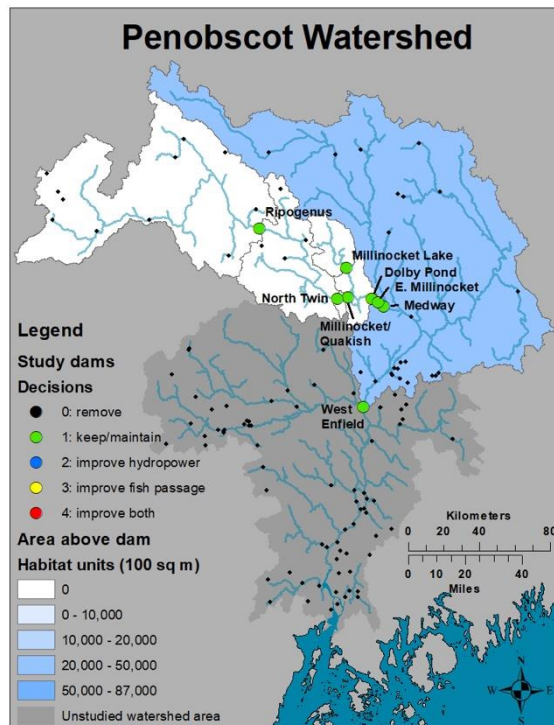 Penobscot Watershed
Ripogenus
Millinocket Lake
Dolby Pond
E. Millinocket
North Twin
Medway
Millinocket/
Quakish
West
Enfield
Legend
Study dams
Decisions
0: remove
1: keep/maintain
2: improve hydropower
3: improve fish passage
4: improve both
Area above dam
Habitat units (100 sq m)
0
0 - 10,000
10,000 - 20,000
20,000 - 50,000
50,000 - 87,000
Unstudied watershed area
Kilometers
0 20 40 80
0 10 20 40
Miles
N
W E
S